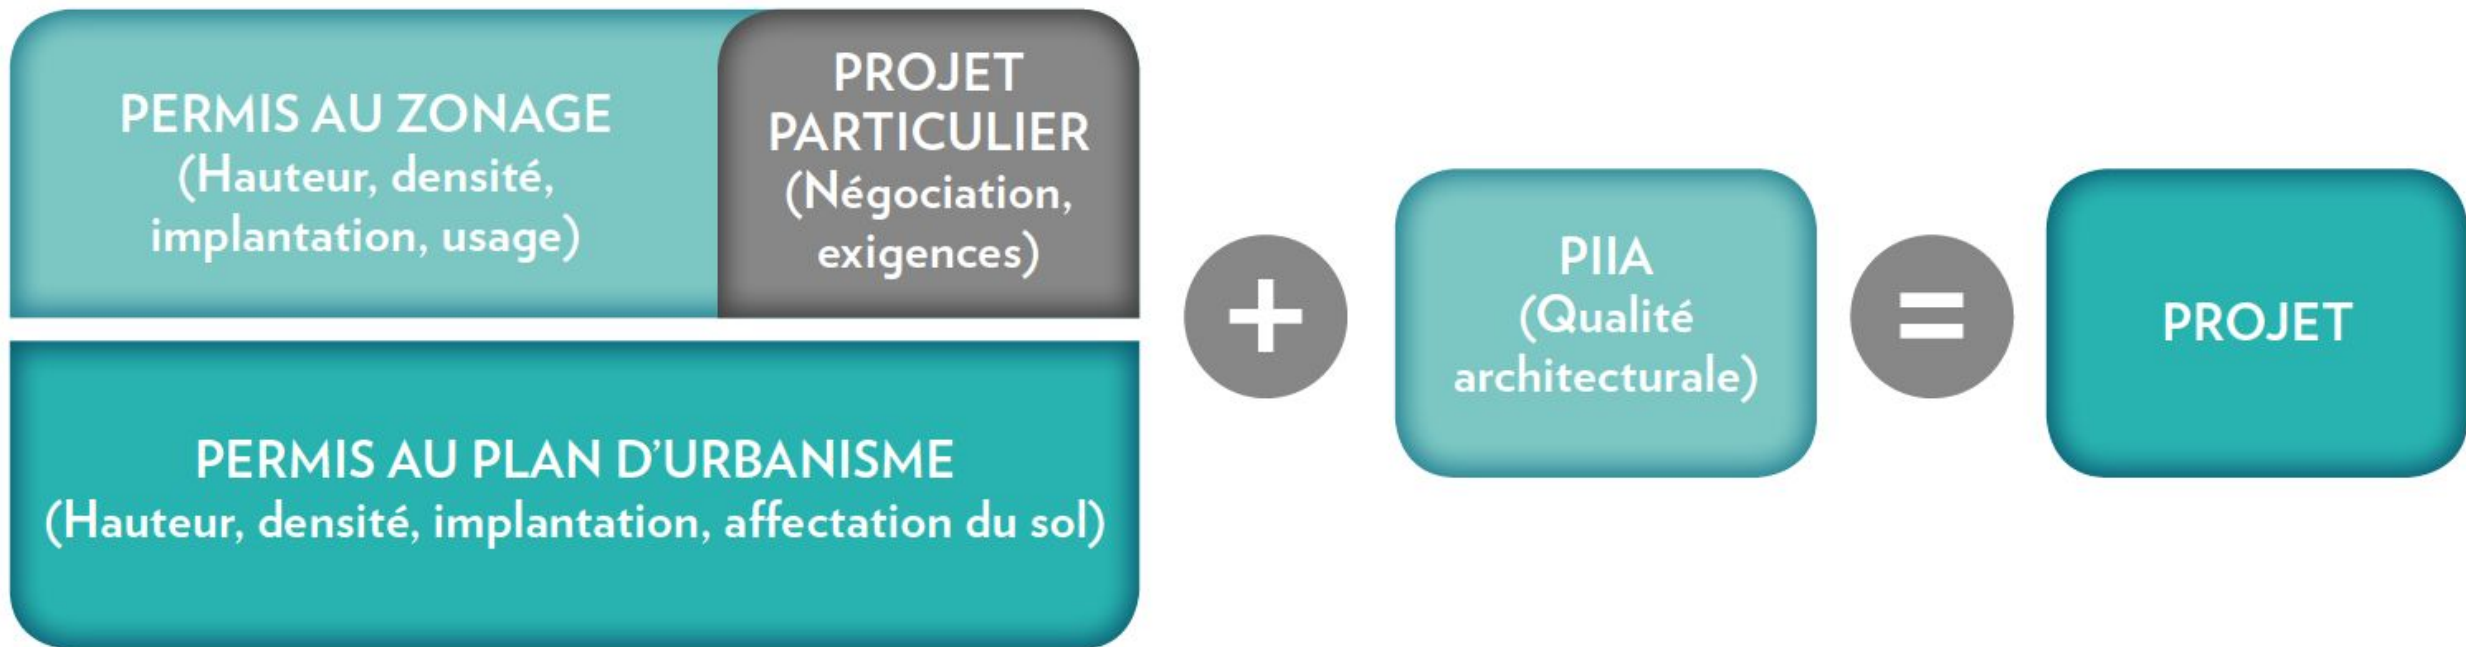 PERMIS AU ZONAGE
(Hauteur, densité,
implantation, usage)
PROJET
PARTICULIER
(Négociation,
exigences)
PERMIS AU PLAN D’URBANISME
(Hauteur, densité, implantation, affectation du sol)
+
PIIA
(Qualité
architecturale)
=
PROJET